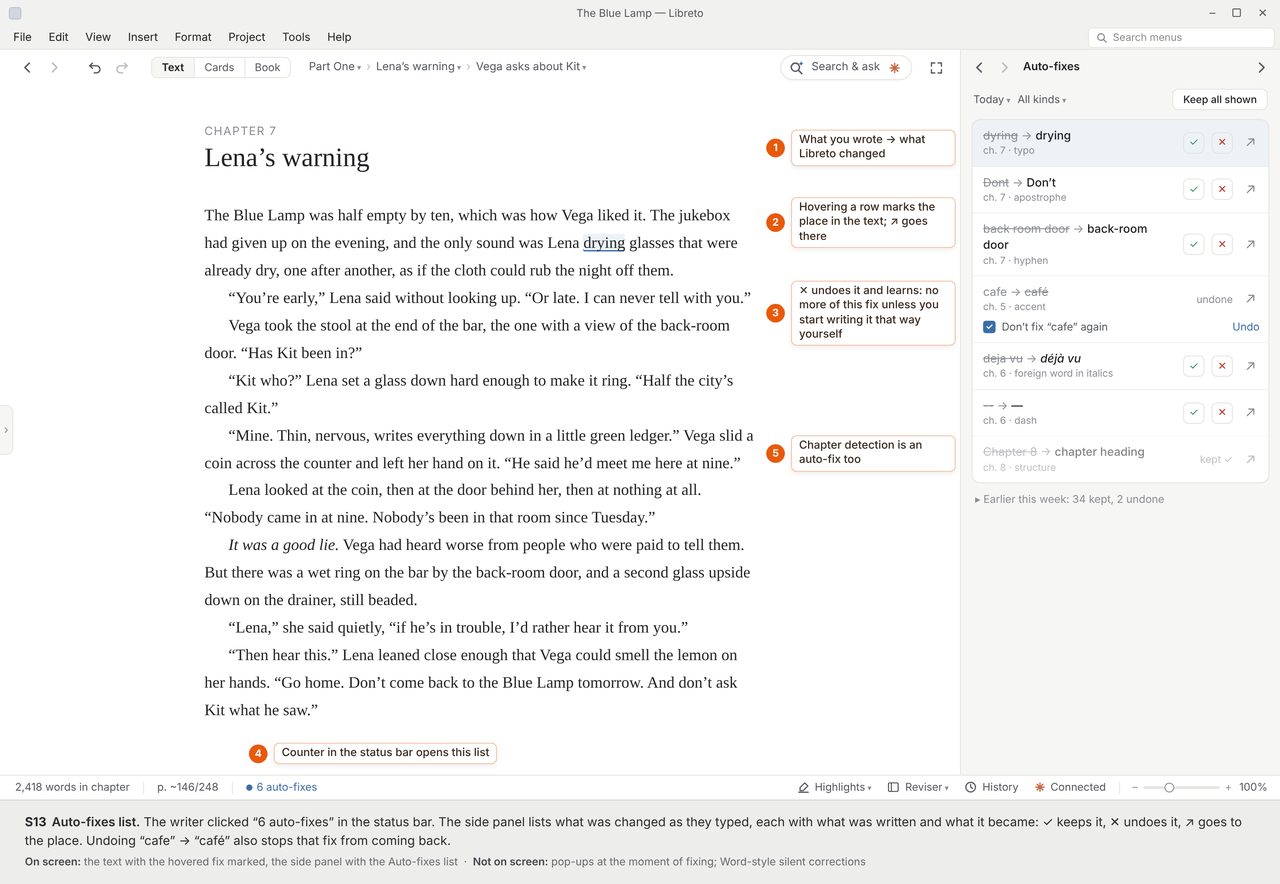 The Blue Lamp — Libreto
File Edit View Insert Format Project Tools Help
Search menus
Text Cards Book
Part One › Lena’s warning › Vega asks about Kit
Search & ask
CHAPTER 7
Lena’s warning
The Blue Lamp was half empty by ten, which was how Vega liked it. The jukebox
had given up on the evening, and the only sound was Lena drying glasses that were
already dry, one after another, as if the cloth could rub the night off them.
“You’re early,” Lena said without looking up. “Or late. I can never tell with you.”
Vega took the stool at the end of the bar, the one with a view of the back-room
door. “Has Kit been in?”
“Kit who?” Lena set a glass down hard enough to make it ring. “Half the city’s
called Kit.”
“Mine. Thin, nervous, writes everything down in a little green ledger.” Vega slid a
coin across the counter and left her hand on it. “He said he’d meet me here at nine.”
Lena looked at the coin, then at the door behind her, then at nothing at all.
“Nobody came in at nine. Nobody’s been in that room since Tuesday.”
It was a good lie. Vega had heard worse from people who were paid to tell them.
But there was a wet ring on the bar by the back-room door, and a second glass upside
down on the drainer, still beaded.
“Lena,” she said quietly, “if he’s in trouble, I’d rather hear it from you.”
“Then hear this.” Lena leaned close enough that Vega could smell the lemon on
her hands. “Go home. Don’t come back to the Blue Lamp tomorrow. And don’t ask
Kit what he saw.”
1
What you wrote → what
Libreto changed
2
Hovering a row marks the
place in the text; ↗ goes
there
3
✕ undoes it and learns: no
more of this fix unless you
start writing it that way
yourself
5
Chapter detection is an
auto-fix too
4
Counter in the status bar opens this list
Auto-fixes
Today All kinds
Keep all shown
dyring → drying
ch. 7 · typo
Dont → Don’t
ch. 7 · apostrophe
back room door → back-room
door
ch. 7 · hyphen
cafe → café
undone
ch. 5 · accent
Don’t fix “cafe” again
Undo
deja vu → déjà vu
ch. 6 · foreign word in italics
-- → —
ch. 6 · dash
Chapter 8 → chapter heading
kept ✓
ch. 8 · structure
▸ Earlier this week: 34 kept, 2 undone
2,418 words in chapter
p. ~146/248
6 auto-fixes
Highlights
Reviser
History
Connected
− + 100%
S13 Auto-fixes list. The writer clicked “6 auto-fixes” in the status bar. The side panel lists what was changed as they typed, each with what was written and what it became: ✓ keeps it, ✕ undoes it, ↗ goes to
the place. Undoing “cafe” → “café” also stops that fix from coming back.
On screen: the text with the hovered fix marked, the side panel with the Auto-fixes list · Not on screen: pop-ups at the moment of fixing; Word-style silent corrections